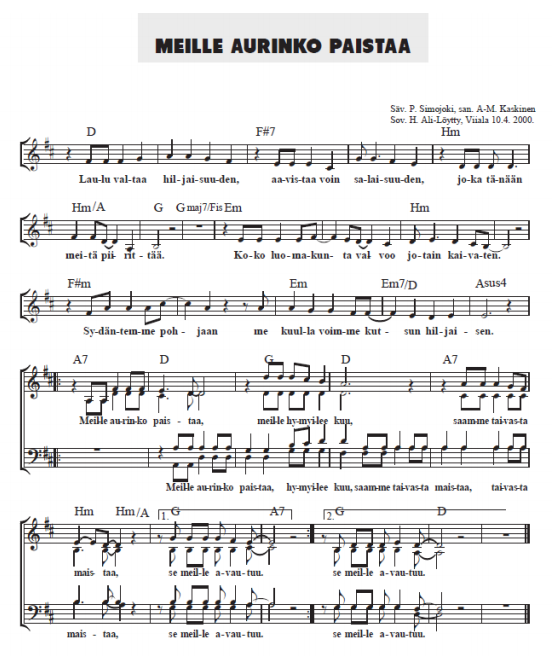 MEILLE AURINKO PAISTAA
Säv. P. Simojoki, san. A-M. Kaskinen
Sov. H. Ali-Löytty, Viiala 10.4. 2000.
D F#7 Hm
Lau-lu val-taa hil-jai-suu-den, aa-vis-taa voin sa-lai-suu-den, jo-ka tä-nään
Hm/A G G maj7/Fis Em Hm
mei-tä pii-rit-tää. Ko-ko luo-ma-kun-ta val-voo jo-tain kai-va-ten.
F#m Em Em7/D Asus4
Sy-dän-tem-me poh-jaan me kuul-la voim-me kut-sun hil-jai-sen.
A7 D G D A7
Meil-le au-rin-ko pais-taa, meil-le hy-myi-lee kuu, saam-me tai-vas-ta
Meil-le au-rin-ko pais-taa, hy-myi-lee kuu, saam-me tai-vas-ta mais-taa, tai-vas-ta
Hm Hm/A 1. G A7 2. G D
mais-taa, se meil-le a-vau-tuu. se meil-le a-vau-tuu.
mais-taa, se meil-le a-vau-tuu. se meil-le a-vau-tuu.